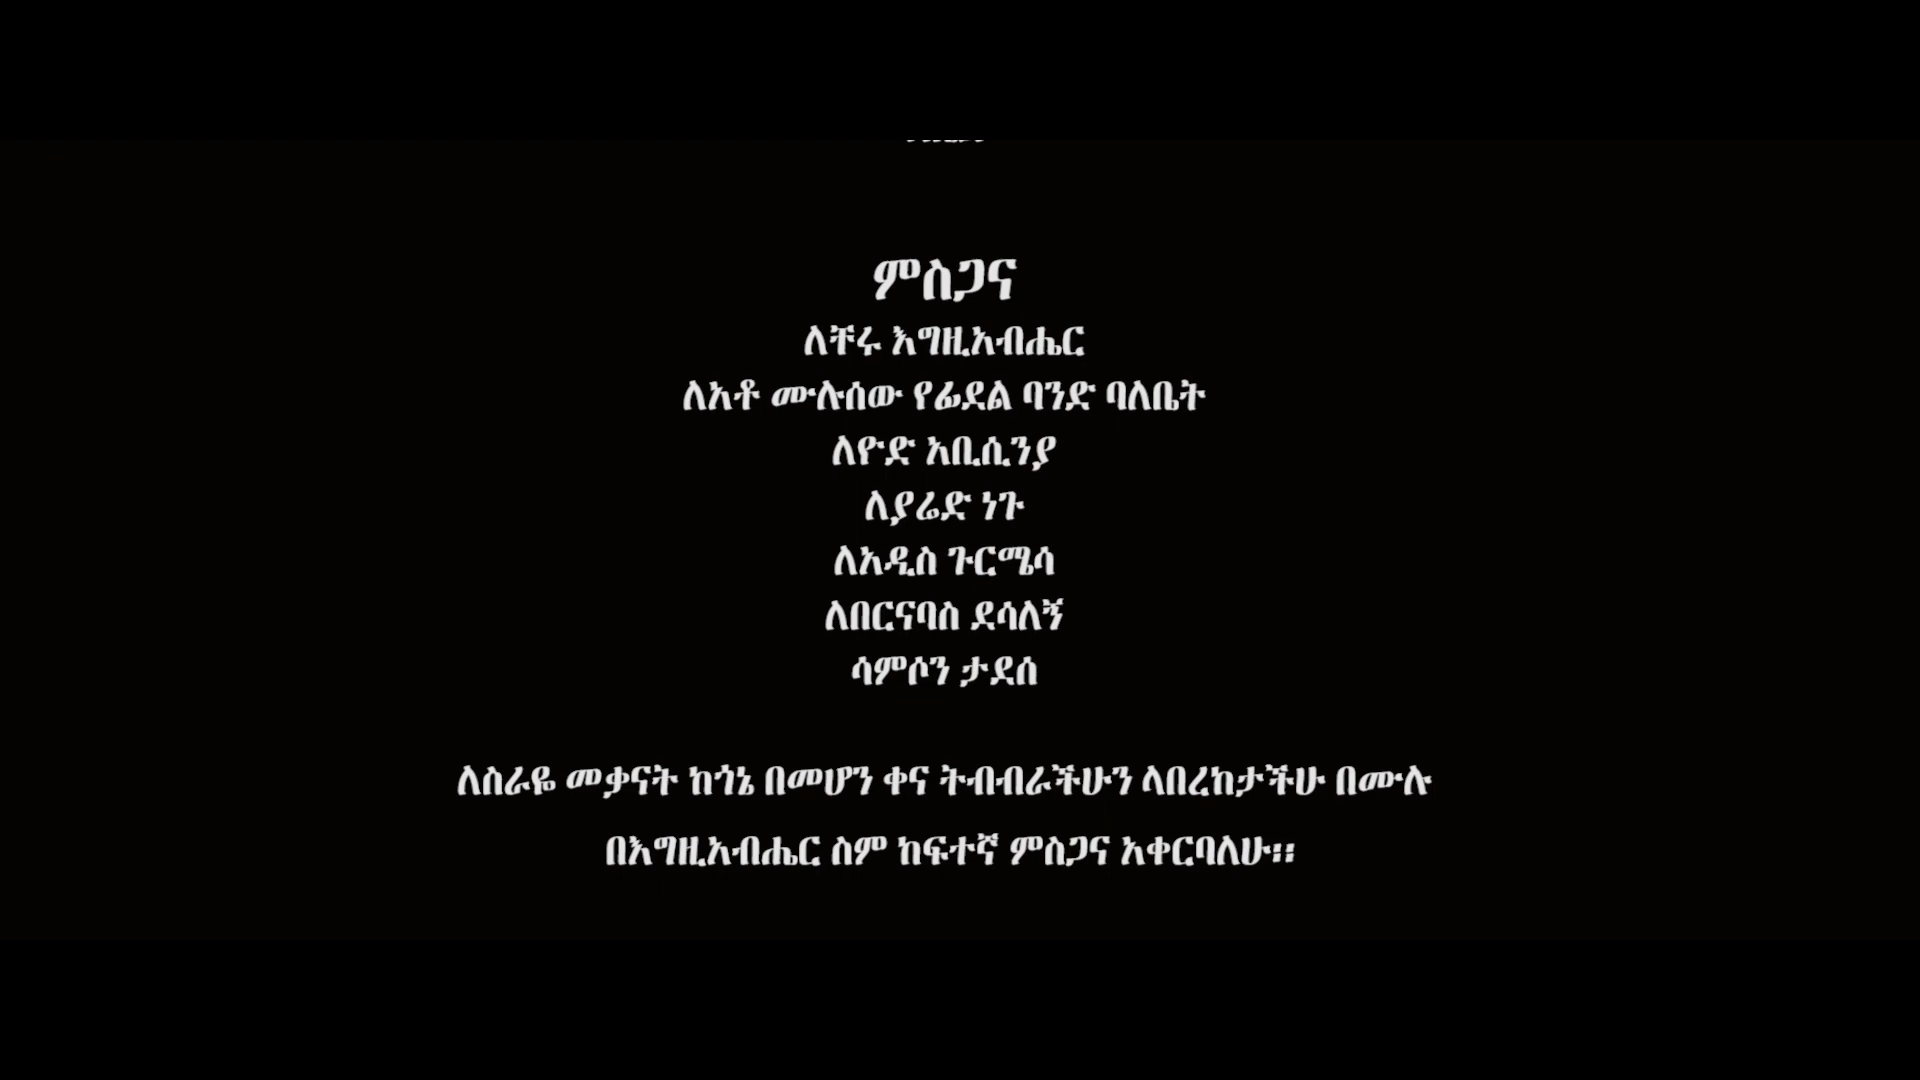 ምስጋና
ለቸሩ እግዚአብሔር
ለአቶ ሙሉሰው የፊደል ባንድ ባለቤት
ለዮድ አቢሲንያ
ለያሬድ ነጉ
ለአዲስ ጉርሜሳ
ለበርናባስ ደሳለኝ
ሳምሶን ታደሰ
ለስራዬ መቃናት ከጎኔ በመሆን ቀና ትብብራችሁን ላበረከታችሁ በሙሉ
በእግዚአብሔር ስም ከፍተኛ ምስጋና አቀርባለሁ።